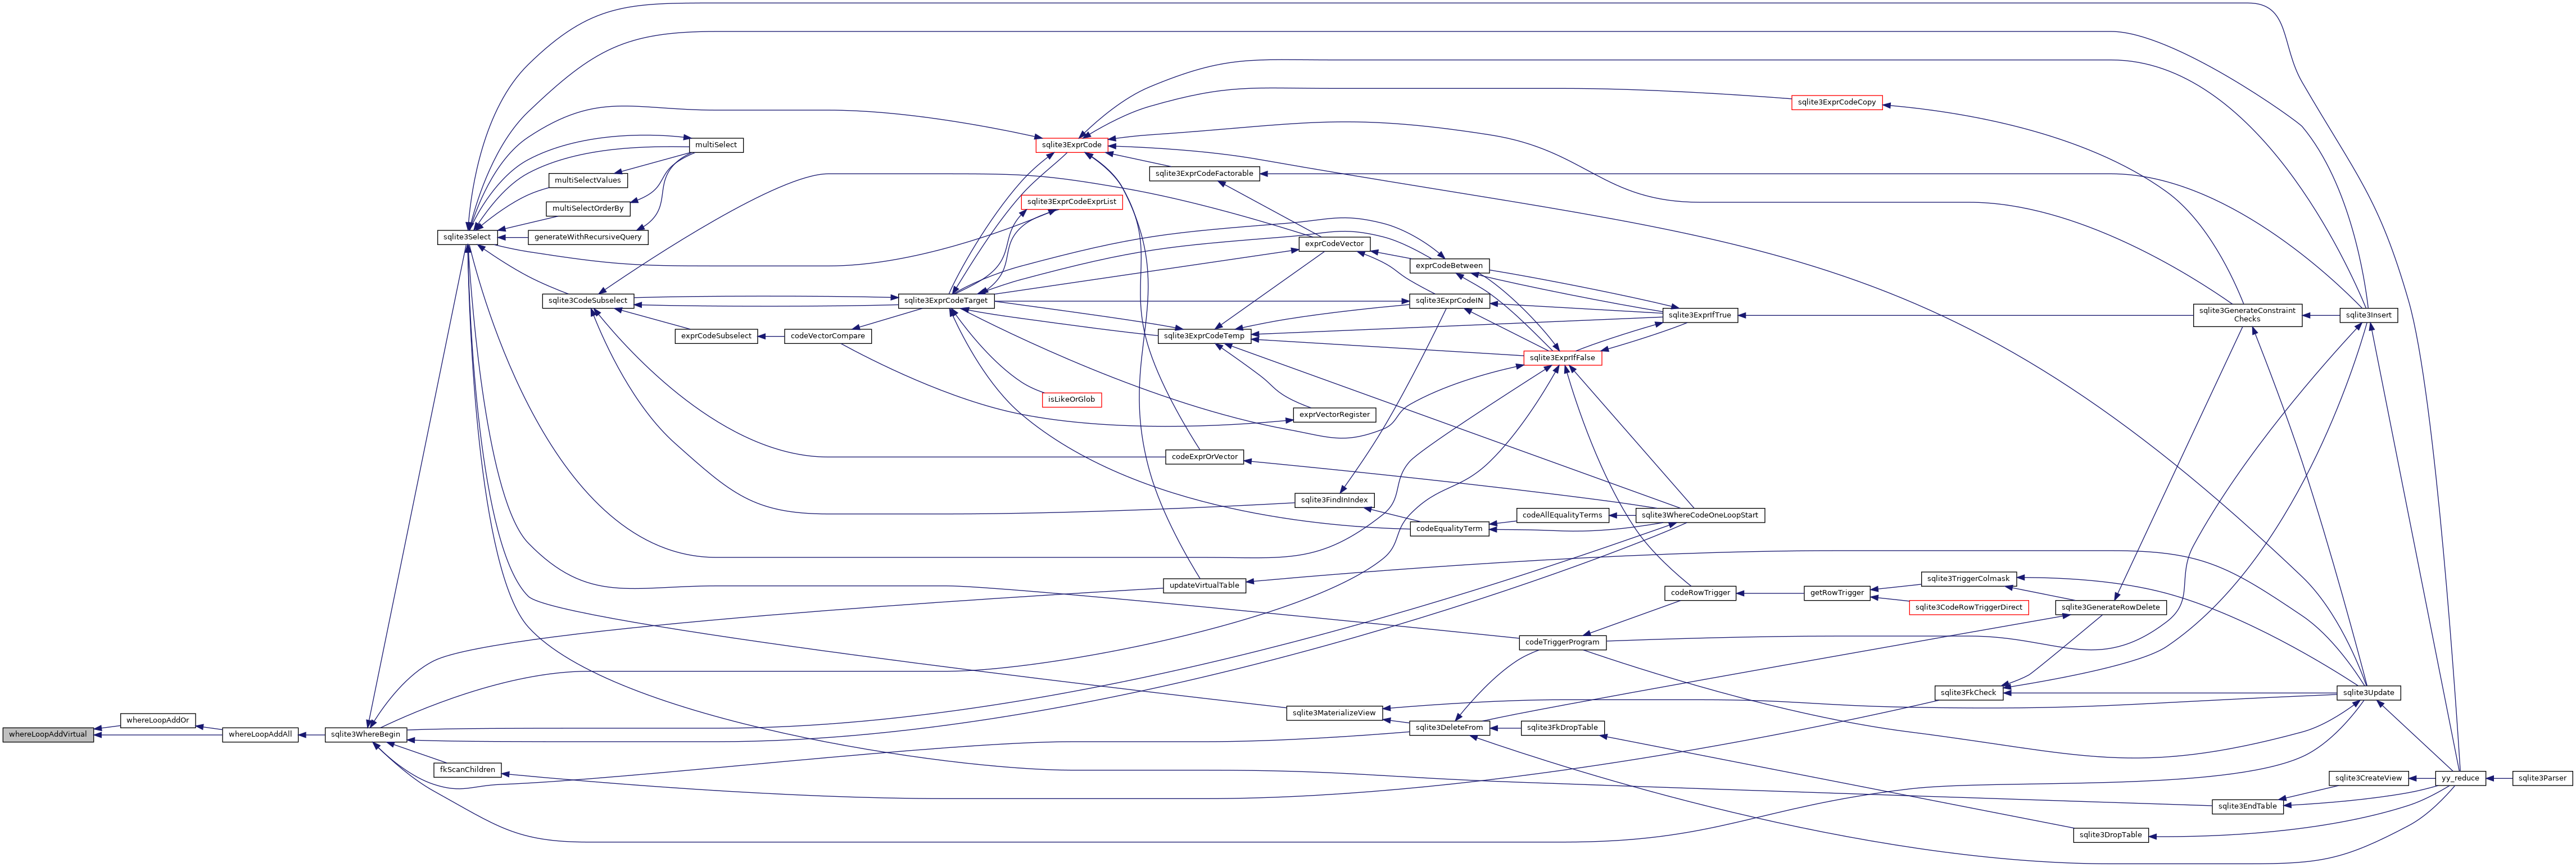 whereLoopAddVirtual
whereLoopAddOr
whereLoopAddAll
sqlite3WhereBegin
sqlite3Select
fkScanChildren
multiSelectValues
multiSelectOrderBy
generateWithRecursiveQuery
sqlite3CodeSubselect
multiSelect
exprCodeSubselect
codeVectorCompare
sqlite3ExprCodeTarget
sqlite3ExprCode
sqlite3ExprCodeExprList
isLikeOrGlob
sqlite3ExprCodeFactorable
sqlite3ExprCodeTemp
codeExprOrVector
updateVirtualTable
exprCodeVector
exprVectorRegister
sqlite3FindInIndex
sqlite3MaterializeView
exprCodeBetween
sqlite3ExprCodeIN
codeEqualityTerm
sqlite3DeleteFrom
sqlite3ExprIfFalse
codeAllEqualityTerms
codeTriggerProgram
sqlite3FkDropTable
sqlite3ExprIfTrue
sqlite3WhereCodeOneLoopStart
codeRowTrigger
sqlite3ExprCodeCopy
getRowTrigger
sqlite3TriggerColmask
sqlite3CodeRowTriggerDirect
sqlite3FkCheck
sqlite3GenerateRowDelete
sqlite3DropTable
sqlite3GenerateConstraint
Checks
sqlite3EndTable
sqlite3Insert
sqlite3Update
sqlite3CreateView
yy_reduce
sqlite3Parser